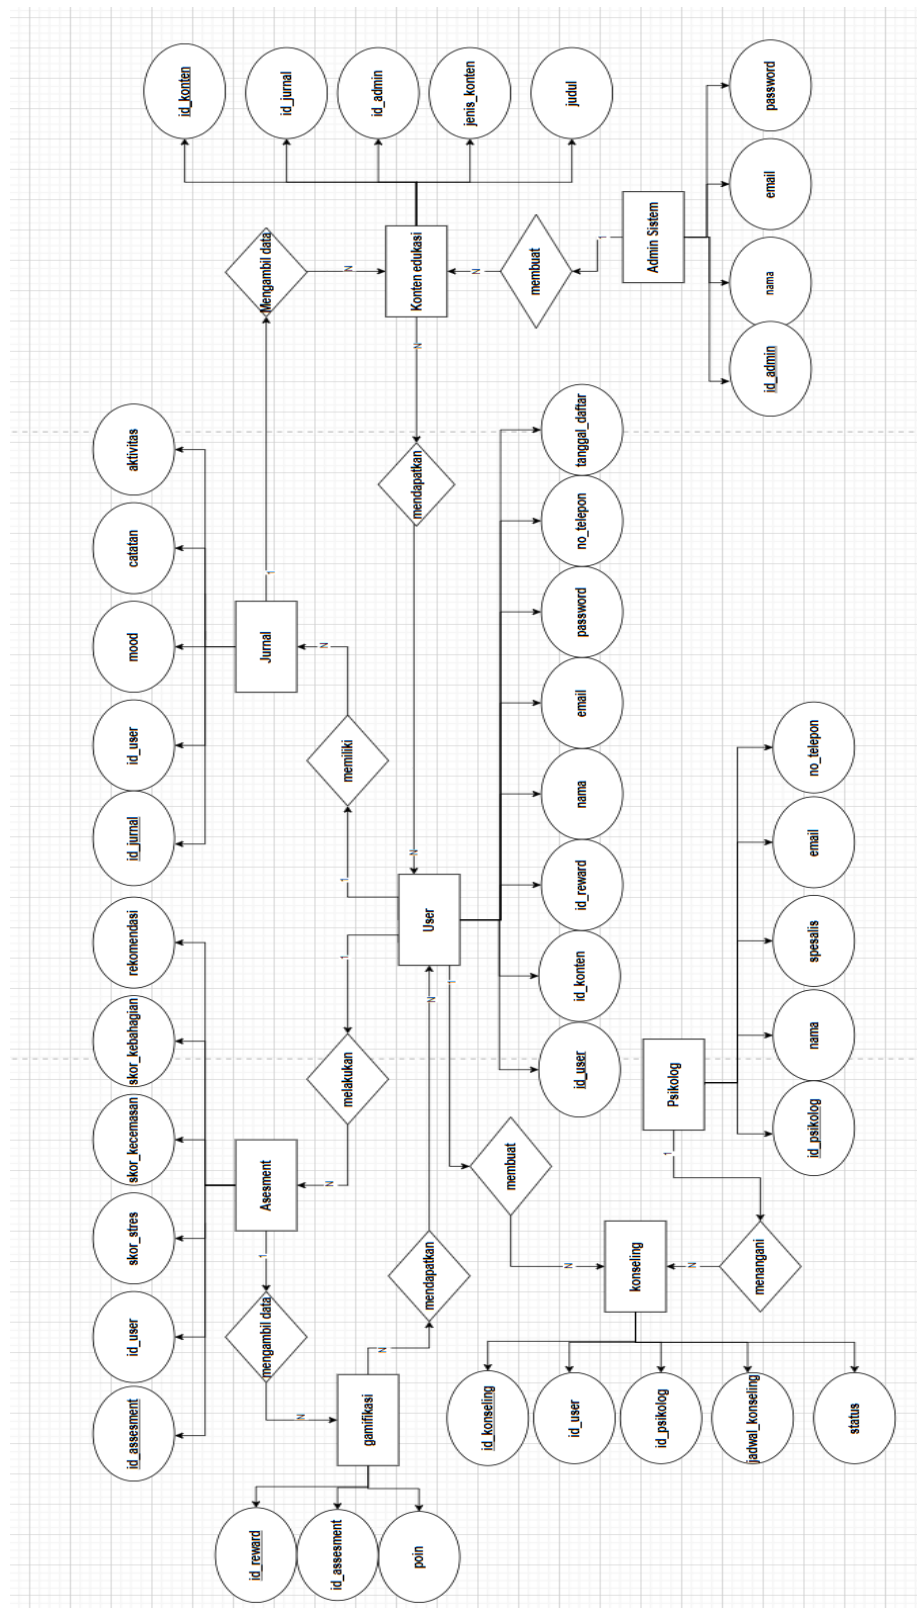 id_assesment
id_user
skor_stres
skor_kecemasan
skor_kebahagian
rekomendasi
id_jurnal
id_user
mood
catatan
aktivitas
id_konten
id_reward
mengambil data
1
Asesment
Jurnal
1
Mengambil data
id_jurnal
N
N
id_assesment
melakukan
1
1
memiliki
N
N
id_admin
gamifikasi
N
poin
mendapatkan
N
User
N
mendapatkan
N
Konten edukasi
1
jenis_konten
N
id_konseling
membuat
membuat
id_user
N
id_user
id_konten
id_reward
nama
email
password
no_telepon
tanggal_daftar
judul
1
konseling
Admin Sistem
id_psikolog
1
Psikolog
N
jadwal_konseling
menangani
id_admin
nama
email
password
id_psikolog
nama
spesalis
email
no_telepon
status